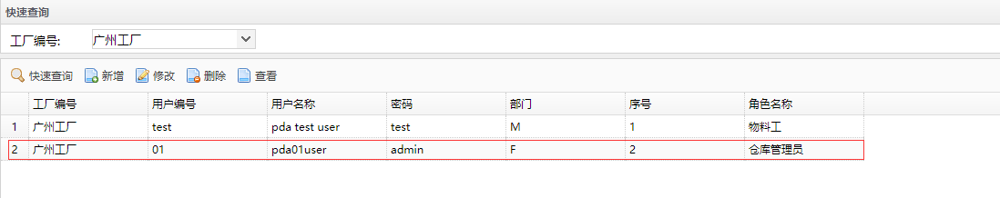 快速查询
工厂编号: 广州工厂
快速查询 新增 修改 删除 查看
工厂编号 用户编号 用户名称 密码 部门 序号 角色名称
1 广州工厂 test pda test user test M 1 物料工
2 广州工厂 01 pda01user admin F 2 仓库管理员